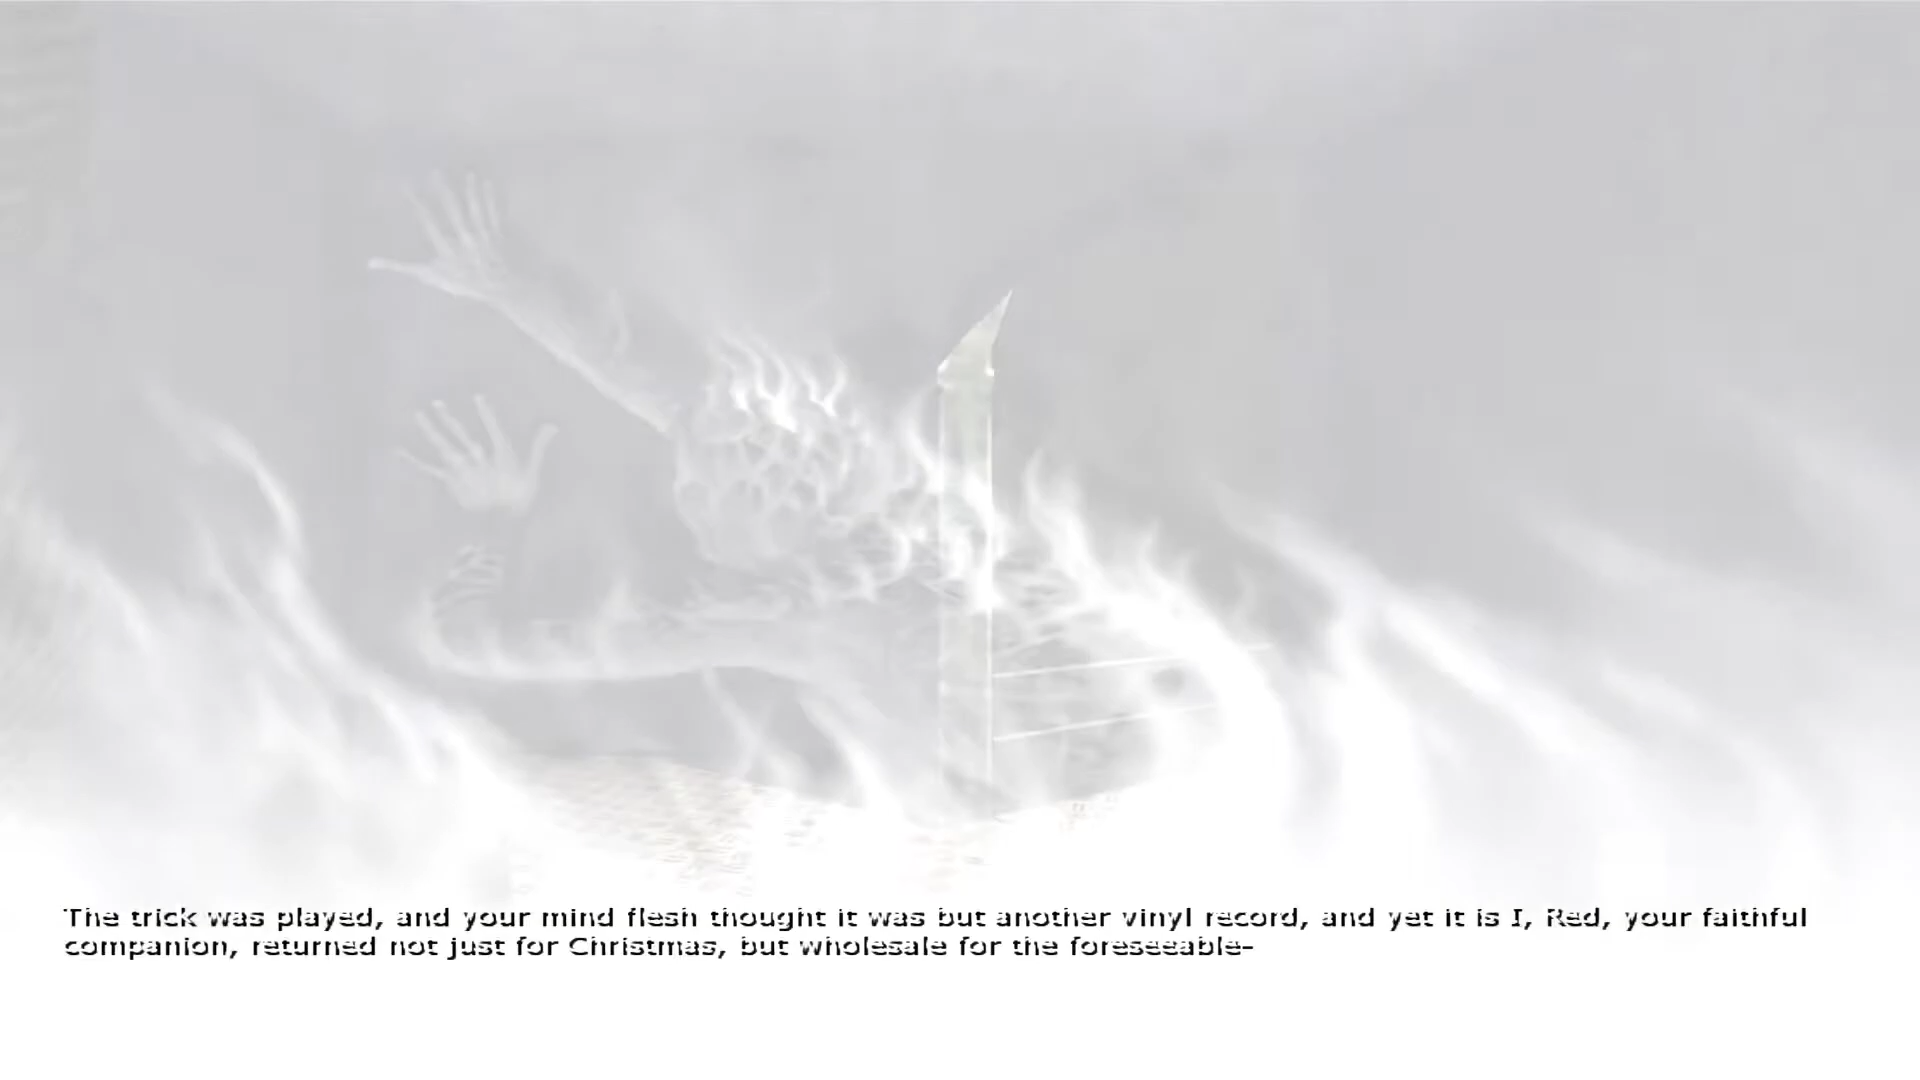 The trick was played, and your mind flesh thought it was but another vinyl record, and yet it is I, Red, your faithful
companion, returned not just for Christmas, but wholesale for the foreseeable-